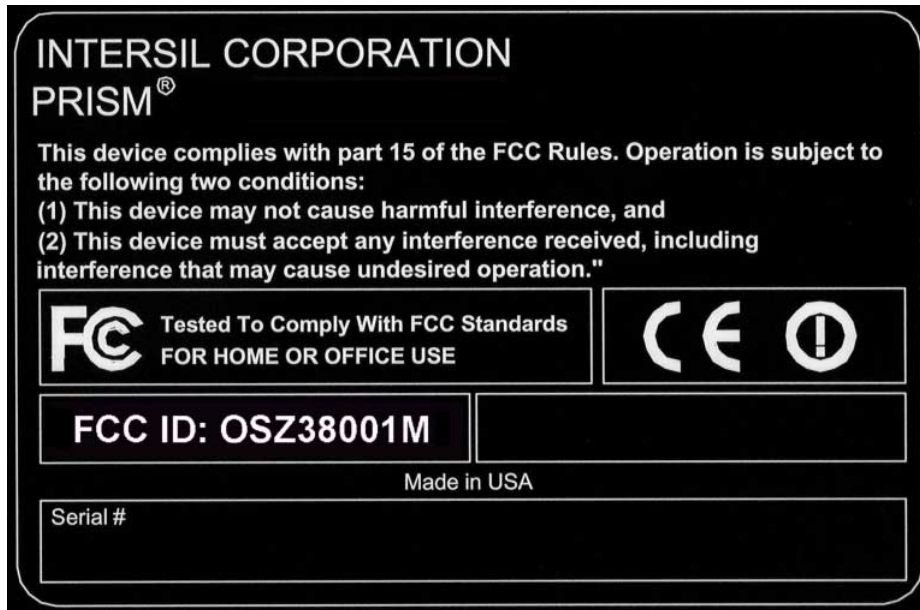 INTERSIL CORPORATION
PRISM®
This device complies with part 15 of the FCC Rules. Operation is subject to
the following two conditions:
(1) This device may not cause harmful interference, and
(2) This device must accept any interference received, including
interference that may cause undesired operation."
FC Tested To Comply With FCC Standards
FOR HOME OR OFFICE USE
CE
FCC ID: OSZ38001M
Made in USA
Serial #